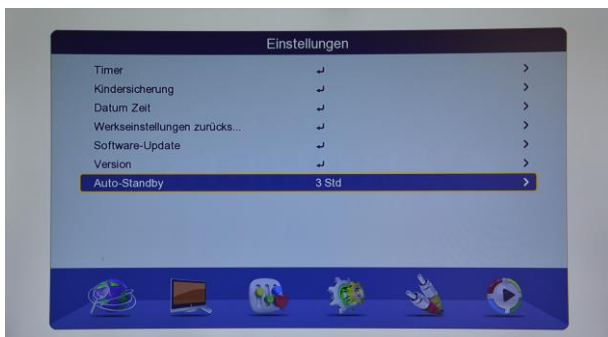 Einstellungen
Timer
Kindersicherung
Datum Zeit
Werkseinstellungen zurücks...
Software-Update
Version
Auto-Standby 3 Std